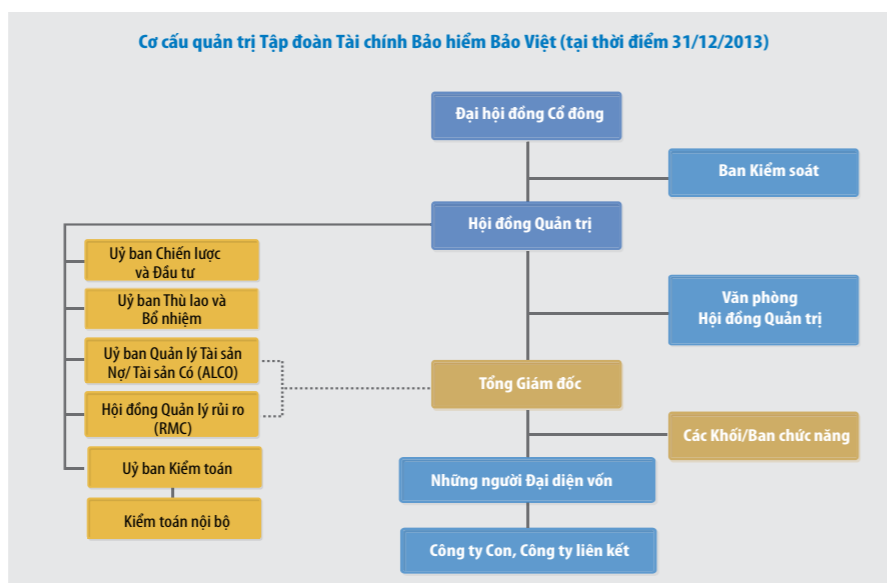 Cơ cấu quản trị Tập đoàn Tài chính Bảo hiểm Bảo Việt (tại thời điểm 31/12/2013)
Đại hội đồng Cổ đông
Ban Kiểm soát
Hội đồng Quản trị
Uỷ ban Chiến lược
và Đầu tư
Uỷ ban Thù lao và
Bổ nhiệm
Văn phòng
Hội đồng Quản trị
Uỷ ban Quản lý Tài sản
Nợ/ Tài sản Có (ALCO)
Tổng Giám đốc
Hội đồng Quản lý rủi ro
(RMC)
Các Khối/Ban chức năng
Uỷ ban Kiểm toán
Những người Đại diện vốn
Kiểm toán nội bộ
Công ty Con, Công ty liên kết